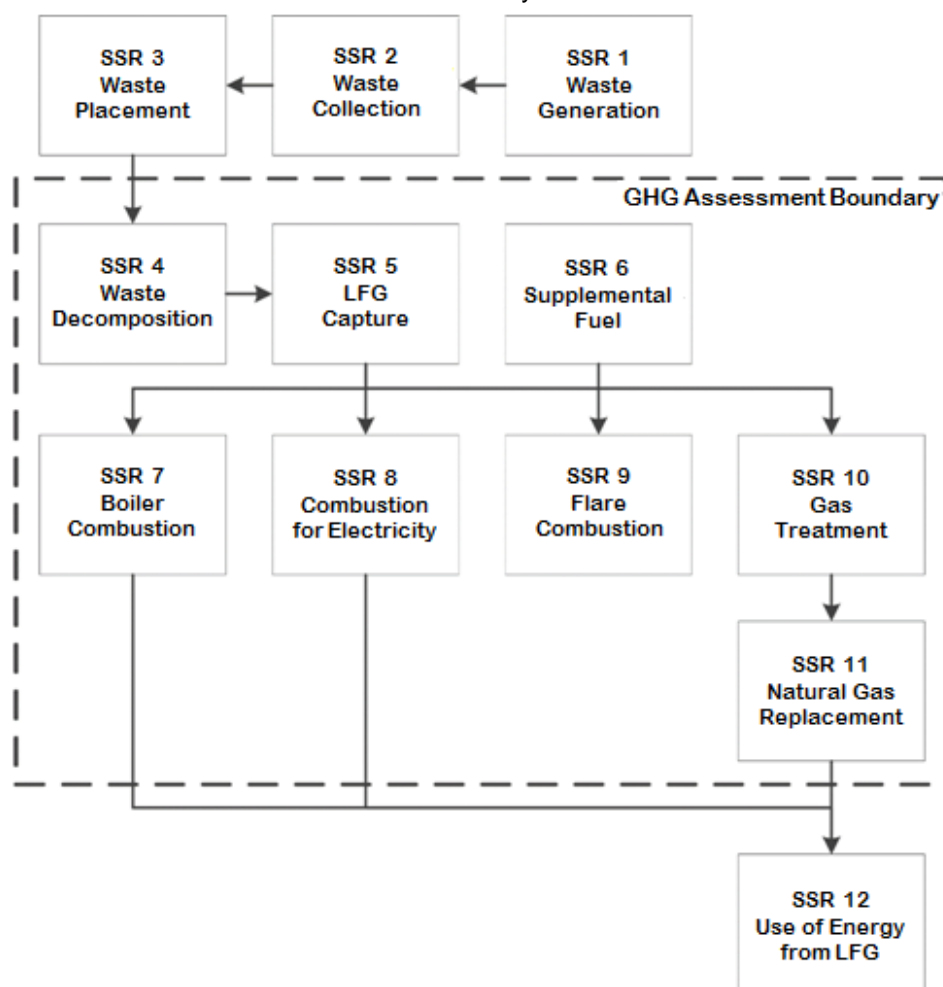 SSR 3
Waste
Placement
SSR 2
Waste
Collection
SSR 1
Waste
Generation
GHG Assessment Boundary
SSR 4
Waste
Decomposition
SSR 5
LFG
Capture
SSR 6
Supplemental
Fuel
SSR 7
Boiler
Combustion
SSR 8
Combustion
for Electricity
SSR 9
Flare
Combustion
SSR 10
Gas
Treatment
SSR 11
Natural Gas
Replacement
SSR 12
Use of Energy
from LFG